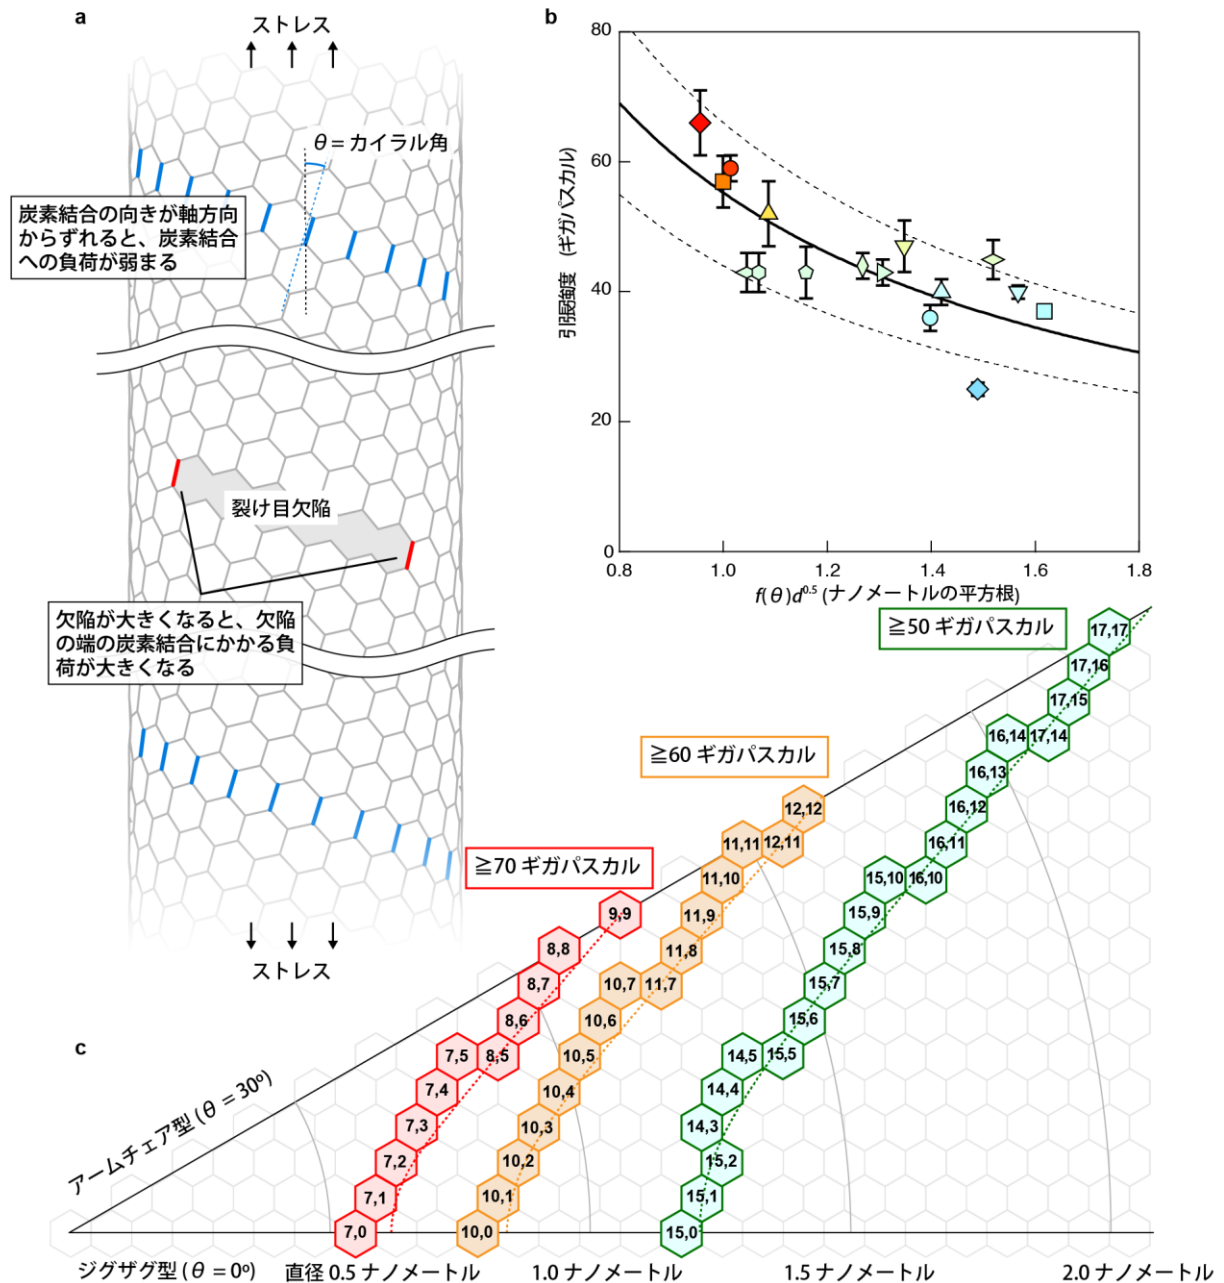 a
ストレス
θ = カイラル角
炭素結合の向きが軸方向
からずれると、炭素結合
への負荷が弱まる
裂け目欠陥
欠陥が大きくなると、欠陥
の端の炭素結合にかかる負
荷が大きくなる
ストレス
b
80
60
40
20
0
引張強度 (ギガパスカル)
0.8 1.0 1.2 1.4 1.6 1.8
f(θ)d^0.5 (ナノメートルの平方根)
c
≧50 ギガパスカル
≧60 ギガパスカル
≧70 ギガパスカル
17,17
17,16
17,15
16,14 17,14
16,13
16,12
16,11
15,10 16,10
15,9
15,8
15,7
15,6
14,5 15,5
14,4
14,3
15,2
15,1
15,0
12,12
11,11 12,11
11,10
11,9
11,8
10,7 11,7
10,6
10,5
10,4
10,3
10,2
10,1
10,0
9,9
8,8
8,7
8,6
7,5 8,5
7,4
7,3
7,2
7,1
7,0
アームチェア型 (θ = 30º)
ジグザグ型 (θ = 0º) 直径 0.5 ナノメートル 1.0 ナノメートル 1.5 ナノメートル 2.0 ナノメートル